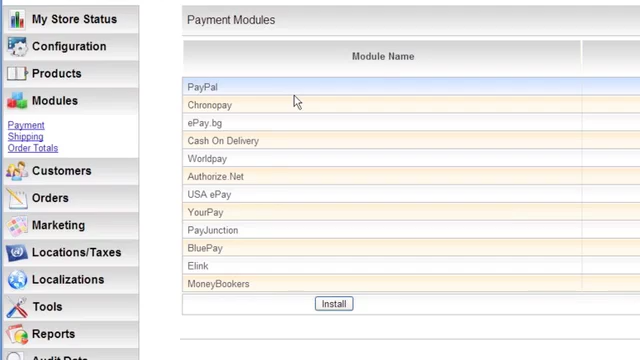 My Store Status
Configuration
Products
Modules
Payment
Shipping
Order Totals
Customers
Orders
Marketing
Locations/Taxes
Localizations
Tools
Reports
Audit Data
Payment Modules
Module Name
PayPal
Chronopay
ePay.bg
Cash On Delivery
Worldpay
Authorize.Net
USA ePay
YourPay
PayJunction
BluePay
Elink
MoneyBookers
Install